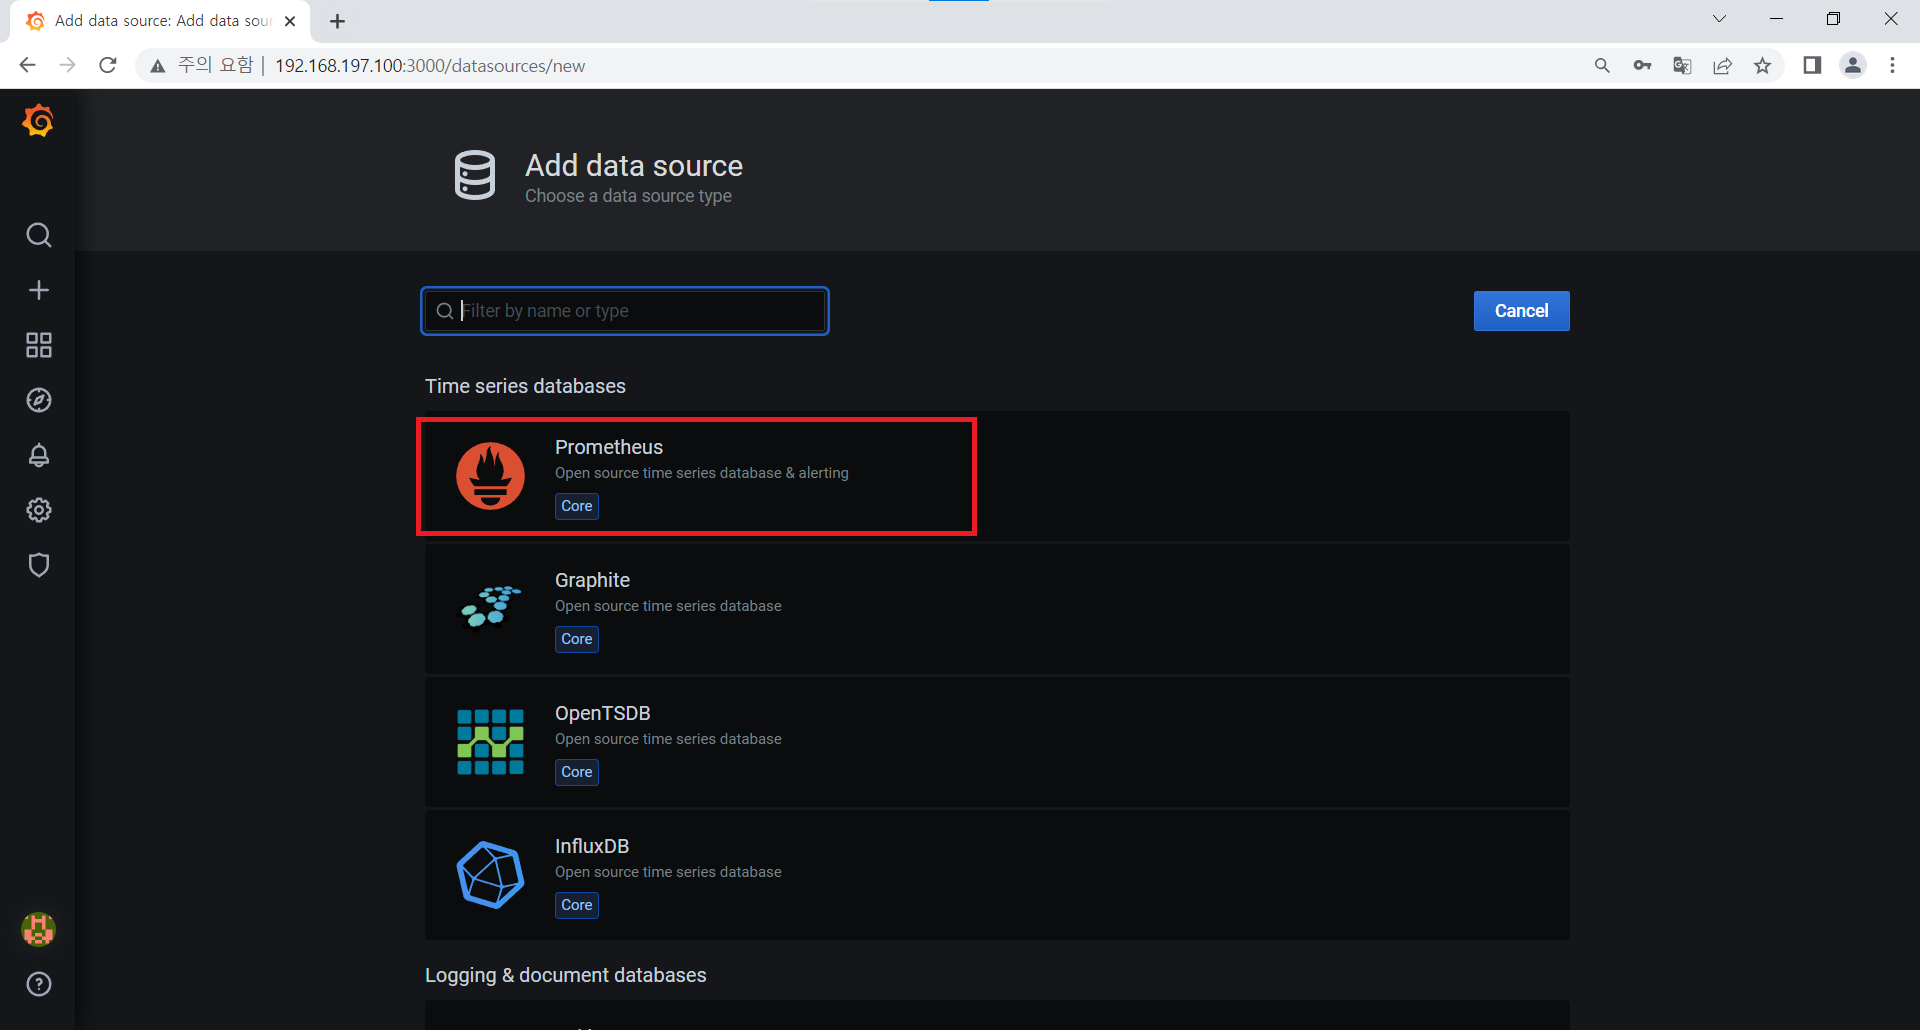 Add data source: Add data sour
주의 요함 | 192.168.197.100:3000/datasources/new
Add data source
Choose a data source type
Filter by name or type
Cancel
Time series databases
Prometheus
Open source time series database & alerting
Core
Graphite
Open source time series database
Core
OpenTSDB
Open source time series database
Core
InfluxDB
Open source time series database
Core
Logging & document databases